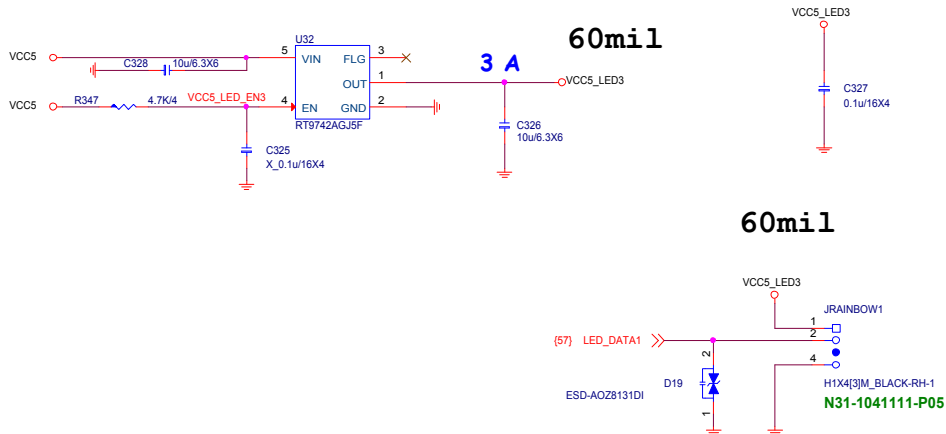 VCC5_LED3
60mil
U32
VCC5
5
VIN
FLG
3
3 A
C328
10u/6.3X6
OUT
1
VCC5_LED3
C327
0.1u/16X4
VCC5
R347
4.7K/4
VCC5_LED_EN3
4
EN
GND
2
RT9742AGJ5F
C326
10u/6.3X6
C325
X_0.1u/16X4
60mil
VCC5_LED3
JRAINBOW1
1
{57}
LED_DATA1
2
2
4
D19
ESD-AOZ8131DI
H1X4[3]M_BLACK-RH-1
N31-1041111-P05
1